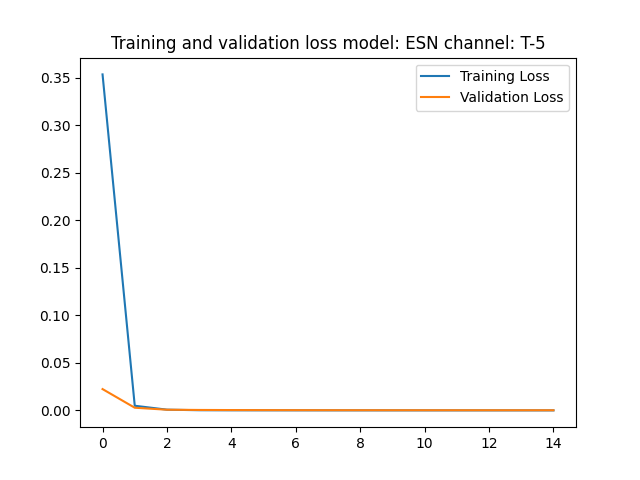 Training and validation loss model: ESN channel: T-5
Training Loss
Validation Loss
0.35
0.30
0.25
0.20
0.15
0.10
0.05
0.00
0 2 4 6 8 10 12 14